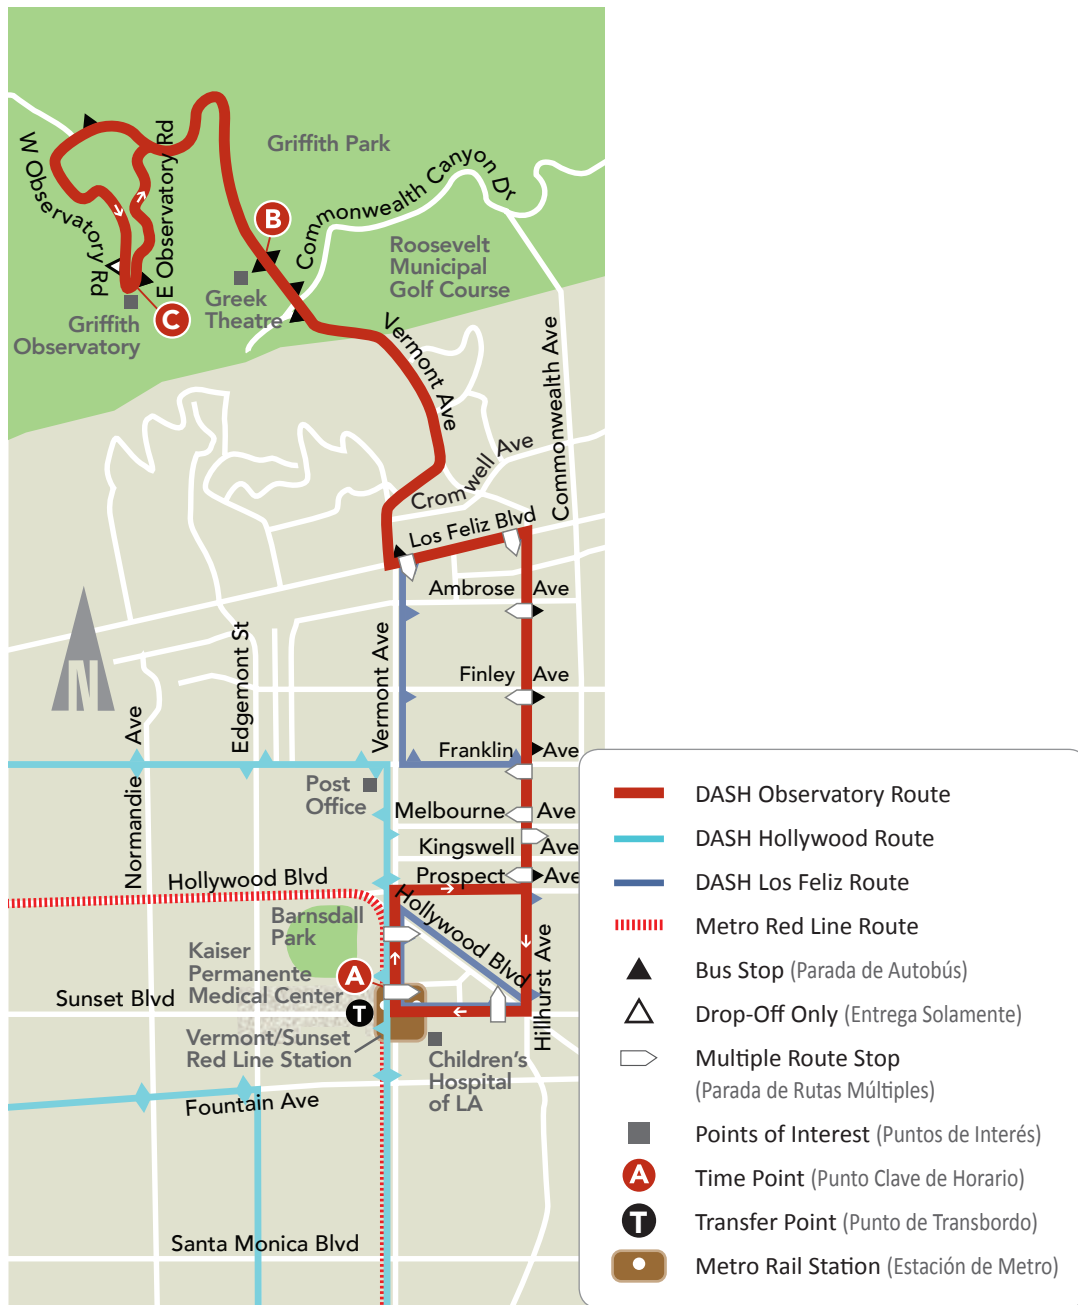 Griffith Park
W Observatory Rd
E Observatory Rd
Commonwealth Canyon Dr
B
Roosevelt
Municipal
Golf Course
Greek
Theatre
C
Griffith
Observatory
Vermont Ave
Commonwealth Ave
Cromwell Ave
Los Feliz Blvd
Ambrose Ave
N
Edgemont St
Vermont Ave
Finley Ave
Normandie Ave
Franklin Ave
Post
Office
Melbourne Ave
Kingswell Ave
Prospect Ave
Hollywood Blvd
Hollywood Blvd
Barnsdall
Park
Kaiser
Permanente
Medical Center
A
Hillhurst Ave
Sunset Blvd
T
Vermont/Sunset
Red Line Station
Children's
Hospital
of LA
Fountain Ave
Santa Monica Blvd
DASH Observatory Route
DASH Hollywood Route
DASH Los Feliz Route
Metro Red Line Route
Bus Stop (Parada de Autobús)
Drop-Off Only (Entrega Solamente)
Multiple Route Stop
(Parada de Rutas Múltiples)
Points of Interest (Puntos de Interés)
A Time Point (Punto Clave de Horario)
T Transfer Point (Punto de Transbordo)
Metro Rail Station (Estación de Metro)